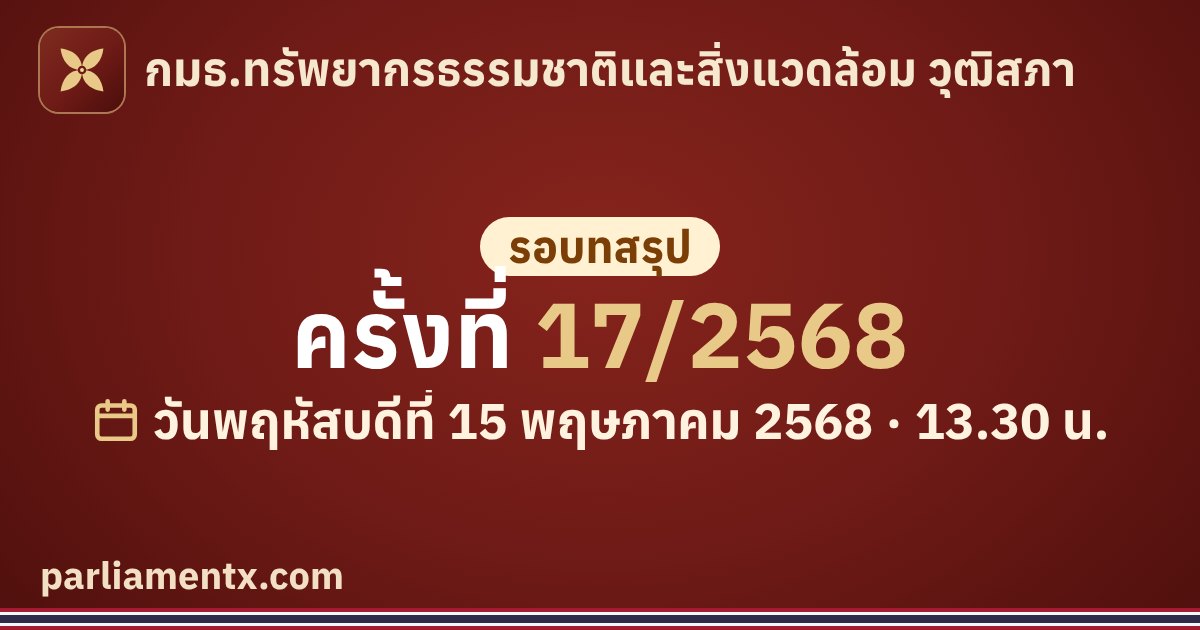 กมธ.ทรัพยากรธรรมชาติและสิ่งแวดล้อม วุฒิสภา
รอบทสรุป
ครั้งที่ 17/2568
วันพฤหัสบดีที่ 15 พฤษภาคม 2568 · 13.30 น.
parliamentx.com